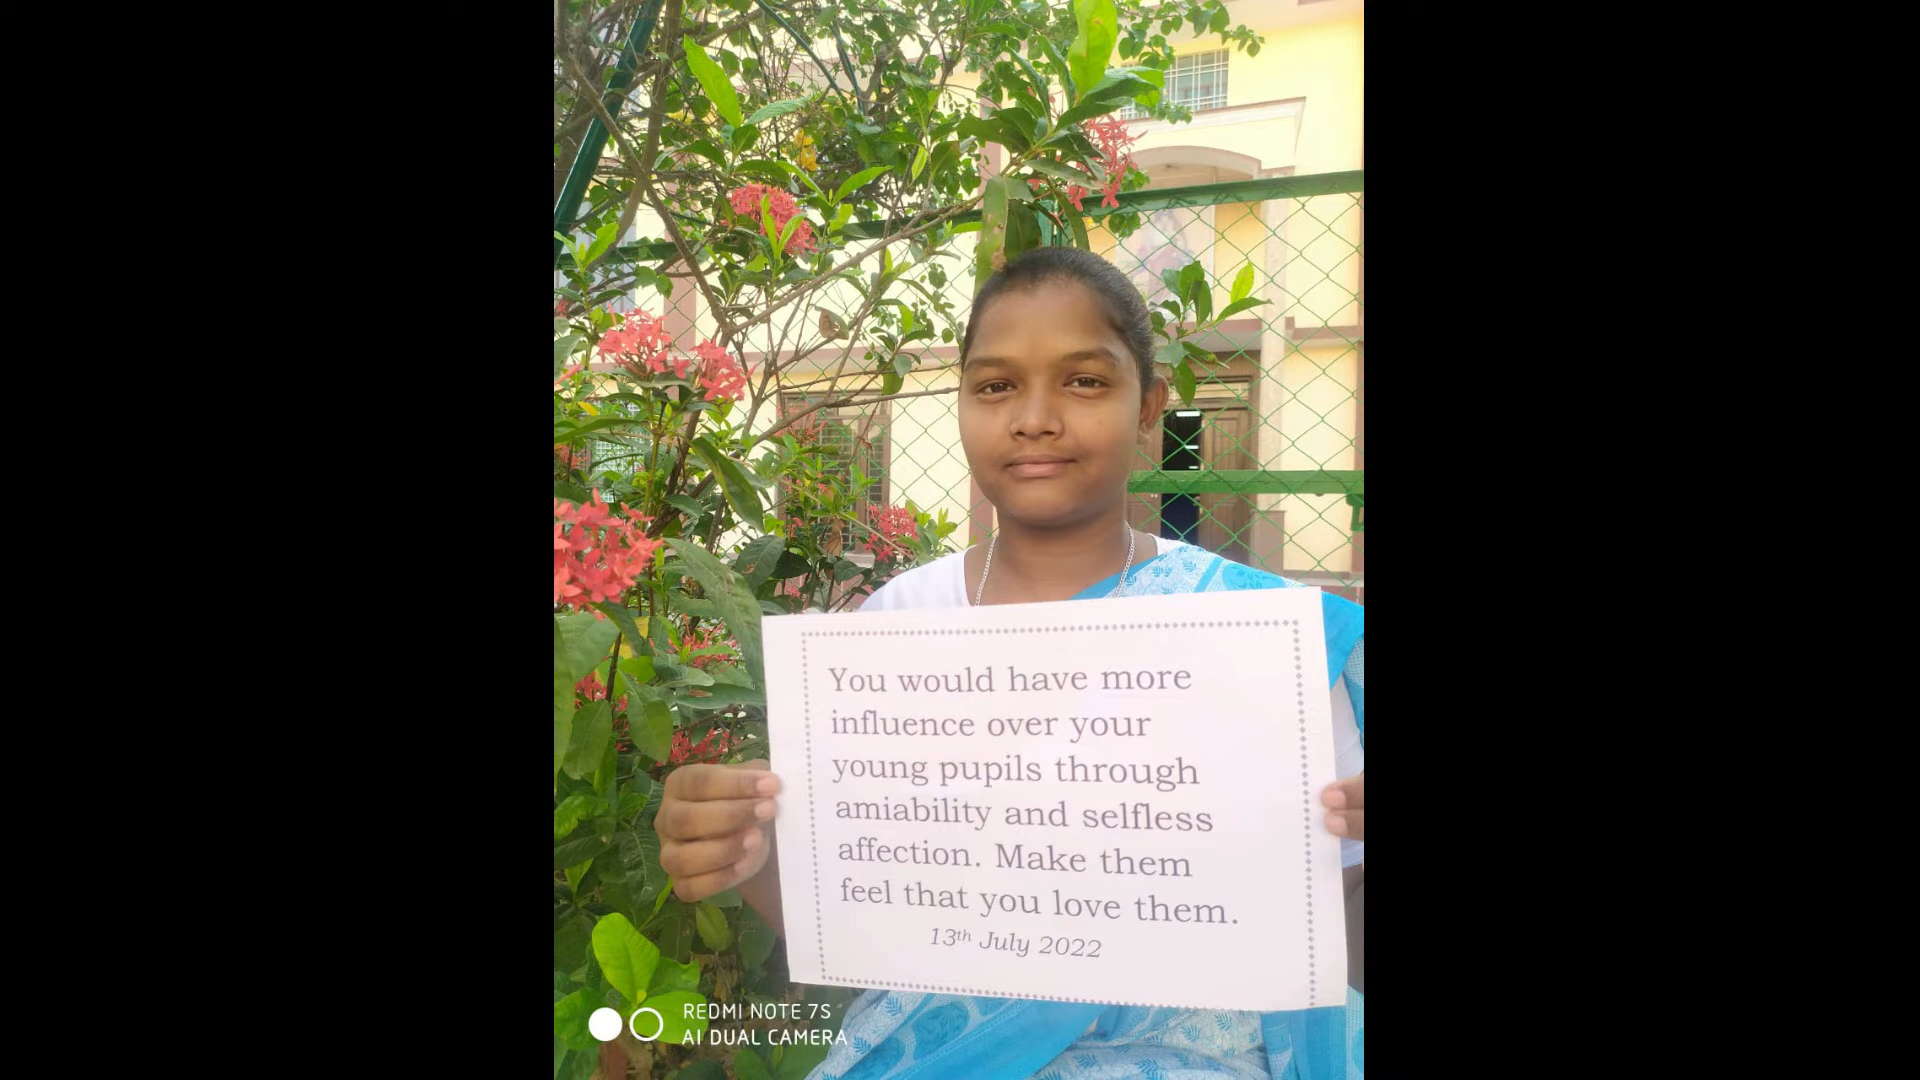 You would have more
influence over your
young pupils through
amiability and selfless
affection. Make them
feel that you love them.
13th July 2022
REDMI NOTE 7S
AI DUAL CAMERA